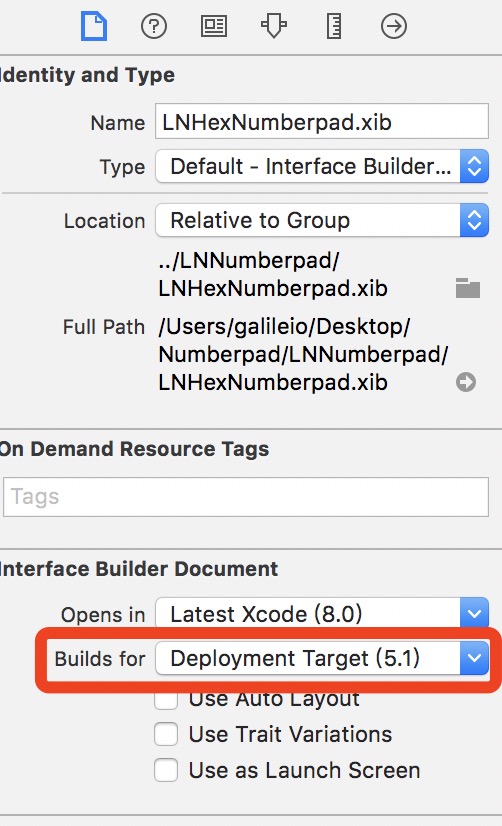 Identity and Type
Name LNHexNumberpad.xib
Type Default - Interface Builder...
Location Relative to Group
../LNNumberpad/
LNHexNumberpad.xib
Full Path /Users/galileio/Desktop/
Numberpad/LNNumberpad/
LNHexNumberpad.xib
On Demand Resource Tags
Tags
Interface Builder Document
Opens in Latest Xcode (8.0)
Builds for Deployment Target (5.1)
Use Auto Layout
Use Trait Variations
Use as Launch Screen